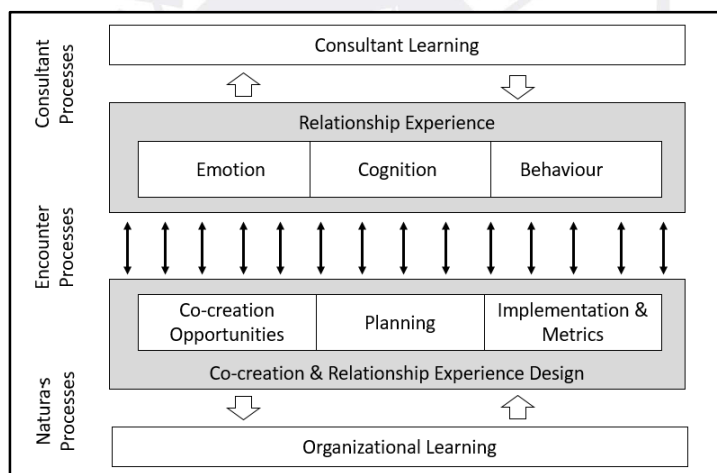 Consultant
Processes
Consultant Learning
Relationship Experience
Emotion
Cognition
Behaviour
Encounter
Processes
Co-creation
Opportunities
Planning
Implementation &
Metrics
Co-creation & Relationship Experience Design
Natura-s
Processes
Organizational Learning